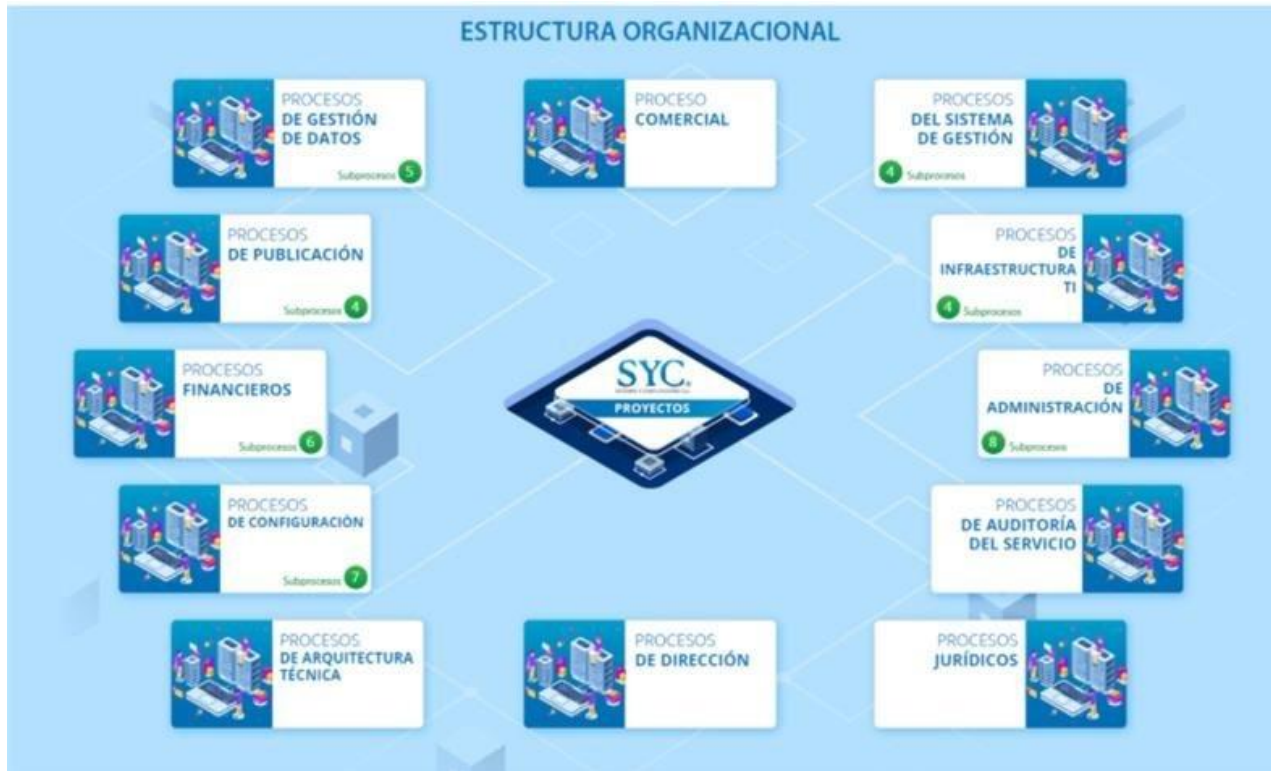 ESTRUCTURA ORGANIZACIONAL
PROCESOS
DE GESTIÓN
DE DATOS
Subprocesos 5
PROCESO
COMERCIAL
PROCESOS
DEL SISTEMA
DE GESTIÓN
4 Subprocesos
PROCESOS
DE PUBLICACIÓN
Subprocesos 4
PROCESOS
DE
INFRAESTRUCTURA
TI
4 Subprocesos
PROCESOS
FINANCIEROS
Subprocesos 6
SYC
PROYECTOS
PROCESOS
DE
ADMINISTRACIÓN
8 Subprocesos
PROCESOS
DE CONFIGURACIÓN
Subprocesos 7
PROCESOS
DE AUDITORÍA
DEL SERVICIO
PROCESOS
DE ARQUITECTURA
TÉCNICA
PROCESOS
DE DIRECCIÓN
PROCESOS
JURÍDICOS